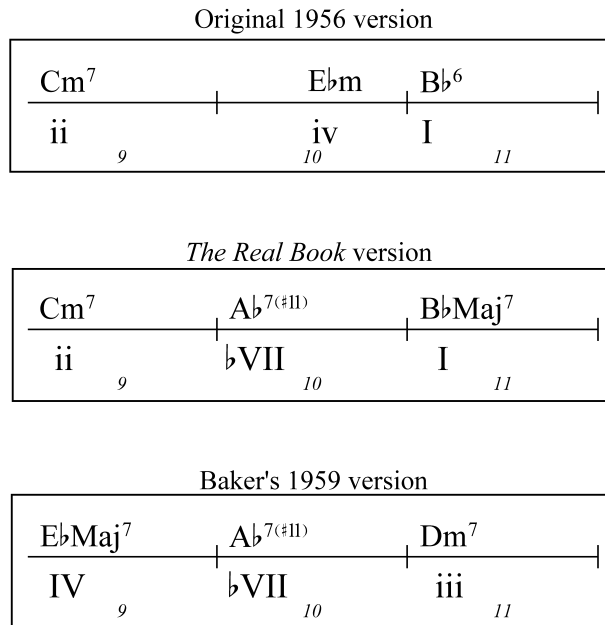 Original 1956 version
Cm⁷ E♭m B♭⁶
ii iv I
9 10 11
The Real Book version
Cm⁷ A♭⁷⁽♯¹¹⁾ B♭Maj⁷
ii ♭VII I
9 10 11
Baker's 1959 version
E♭Maj⁷ A♭⁷⁽♯¹¹⁾ Dm⁷
IV ♭VII iii
9 10 11